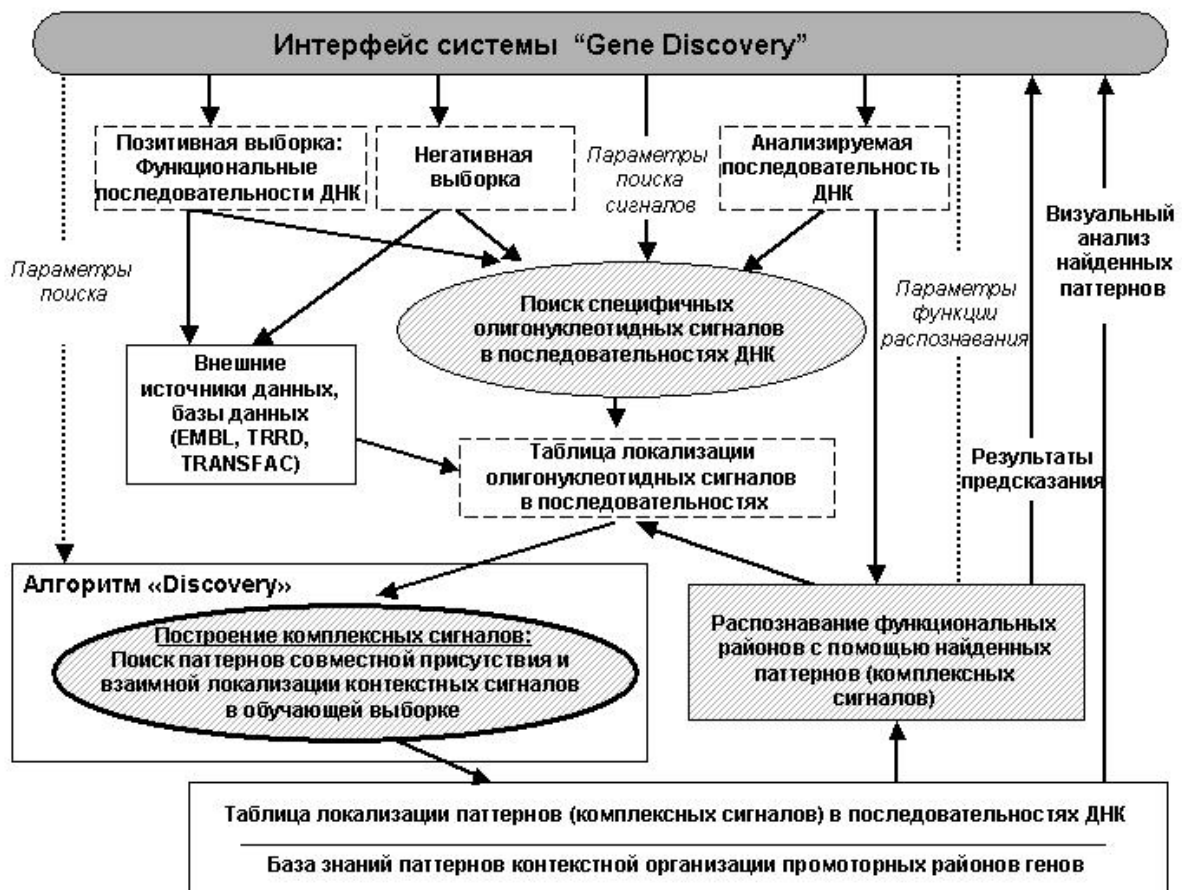 Интерфейс системы “Gene Discovery”
Позитивная выборка:
Функциональные
последовательности ДНК
Негативная
выборка
Параметры
поиска
сигналов
Анализируемая
последовательность
ДНК
Визуальный
анализ
найденных
паттернов
Параметры
поиска
Поиск специфичных
олигонуклеотидных сигналов
в последовательностях ДНК
Параметры
функции
распознавания
Внешние
источники данных,
базы данных
(EMBL, TRRD,
TRANSFAC)
Таблица локализации
олигонуклеотидных сигналов
в последовательностях
Результаты
предсказания
Алгоритм «Discovery»
Построение комплексных сигналов:
Поиск паттернов совместной присутствия и
взаимной локализации контекстных сигналов
в обучающей выборке
Распознавание функциональных
районов с помощью найденных
паттернов (комплексных
сигналов)
Таблица локализации паттернов (комплексных сигналов) в последовательностях ДНК
База знаний паттернов контекстной организации промоторных районов генов